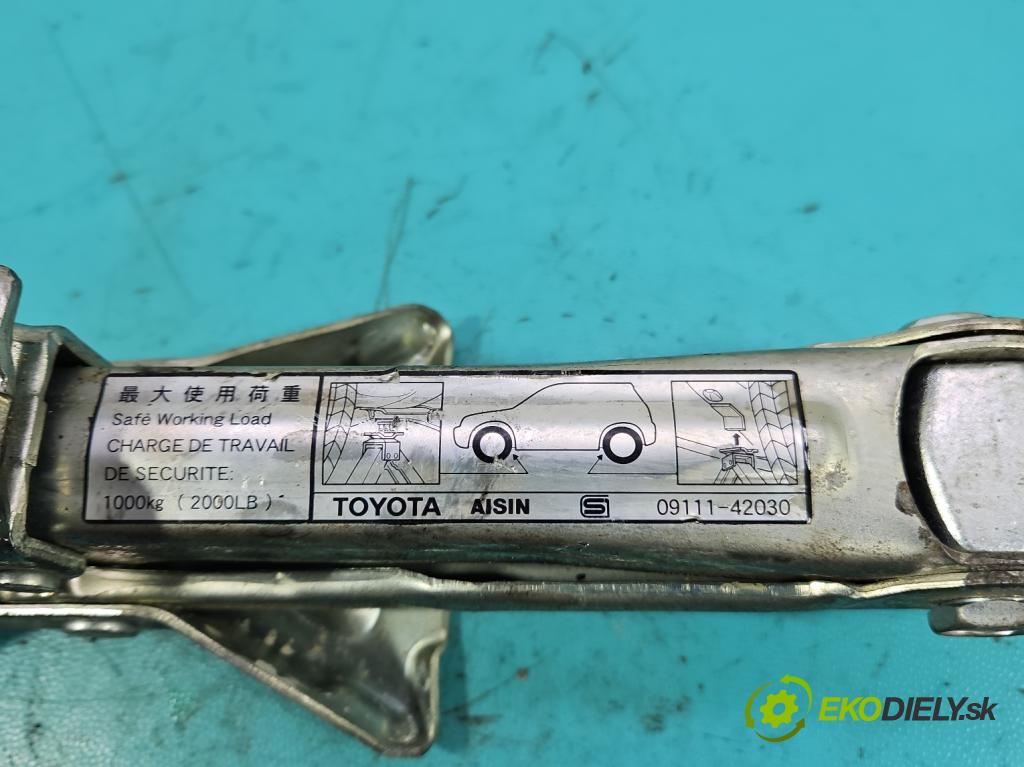 最大使用荷重
Safe Working Load
CHARGE DE TRAVAIL
DE SECURITE:
1000kg (2000LB)
TOYOTA AISIN S 09111-42030
EKODIELY.sk